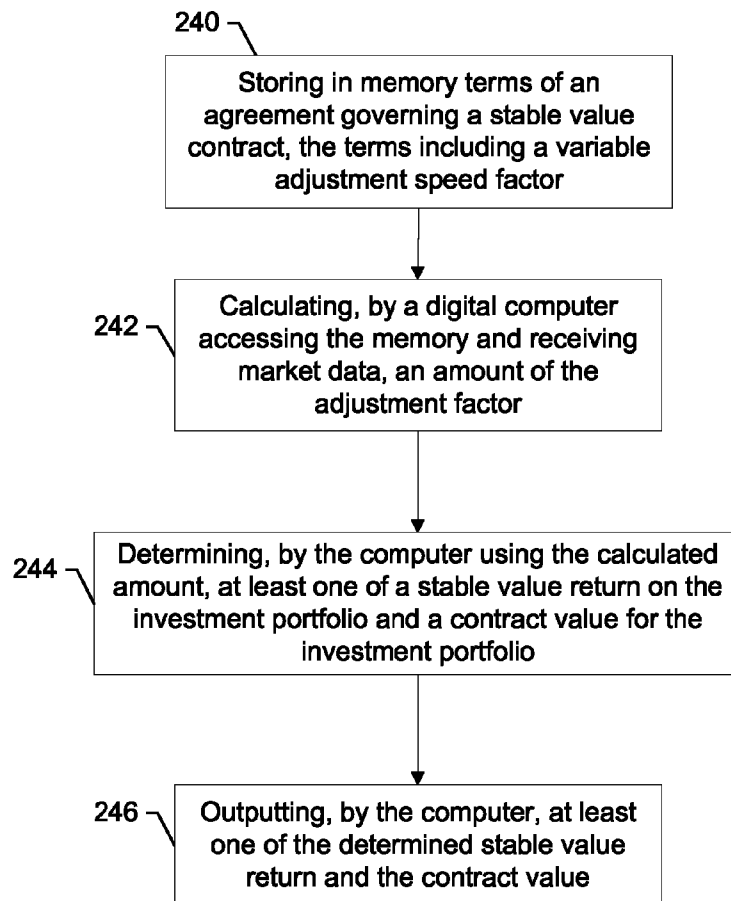 240
Storing in memory terms of an
agreement governing a stable value
contract, the terms including a variable
adjustment speed factor
242
Calculating, by a digital computer
accessing the memory and receiving
market data, an amount of the
adjustment factor
244
Determining, by the computer using the calculated
amount, at least one of a stable value return on the
investment portfolio and a contract value for the
investment portfolio
246
Outputting, by the computer, at least
one of the determined stable value
return and the contract value